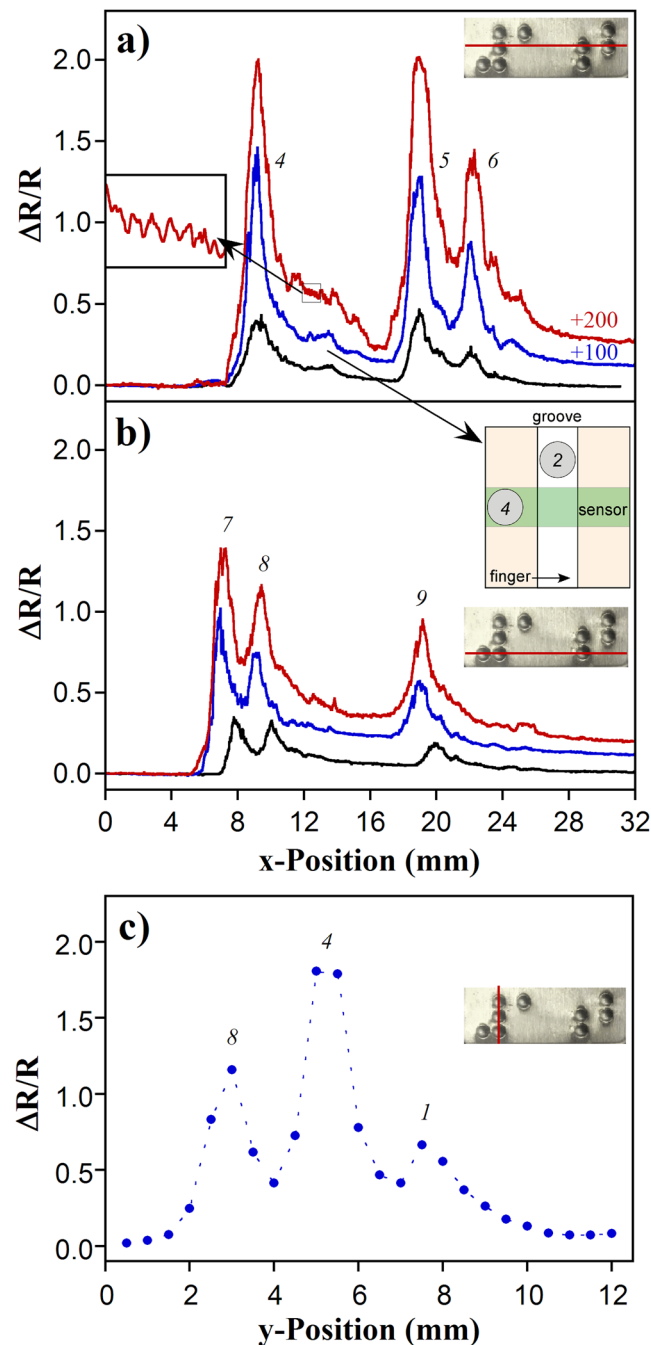 a)
2.0
1.5
1.0
0.5
0.0
ΔR/R
4
5
6
+200
+100
b)
2.0
1.5
1.0
0.5
0.0
ΔR/R
7
8
9
groove
2
4
sensor
finger
0 4 8 12 16 20 24 28 32
x-Position (mm)
c)
2.0
1.5
1.0
0.5
0.0
ΔR/R
8
4
1
0 2 4 6 8 10 12
y-Position (mm)